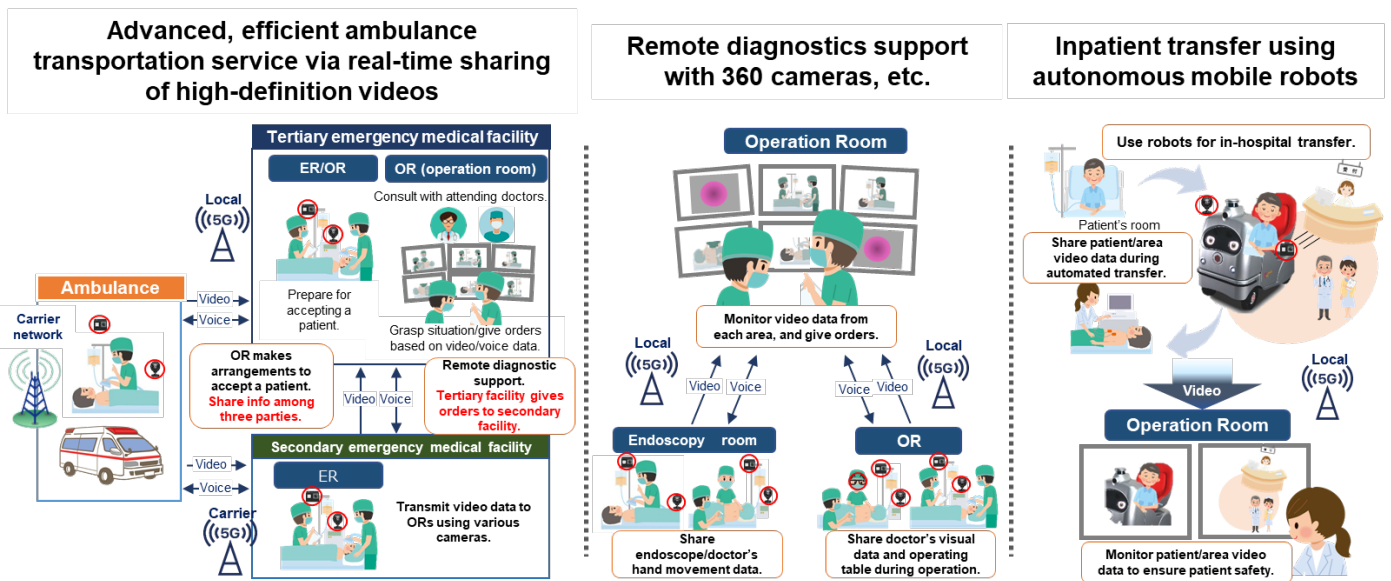 Advanced, efficient ambulance
transportation service via real-time sharing
of high-definition videos
Tertiary emergency medical facility
ER/OR
OR (operation room)
Consult with attending doctors.
Local
((5G))
Ambulance
Video
Voice
Carrier
network
Prepare for
accepting a
patient.
Grasp situation/give orders
based on video/voice data.
OR makes
arrangements to
accept a patient.
Share info among
three parties.
Video
Voice
Remote diagnostic
support.
Tertiary facility gives
orders to secondary
facility.
Secondary emergency medical facility
Video
Voice
ER
Transmit video data to
ORs using various
cameras.
Carrier
((5G))
Remote diagnostics support
with 360 cameras, etc.
Operation Room
Monitor video data from
each area, and give orders.
Local
((5G))
Video
Voice
Voice
Video
Local
((5G))
Endoscopy room
OR
Share
endoscope/doctor's
hand movement data.
Share doctor's visual
data and operating
table during operation.
Inpatient transfer using
autonomous mobile robots
Use robots for in-hospital transfer.
受付
Patient's room
Share patient/area
video data during
automated transfer.
Video
Local
((5G))
Operation Room
Monitor patient/area video
data to ensure patient safety.